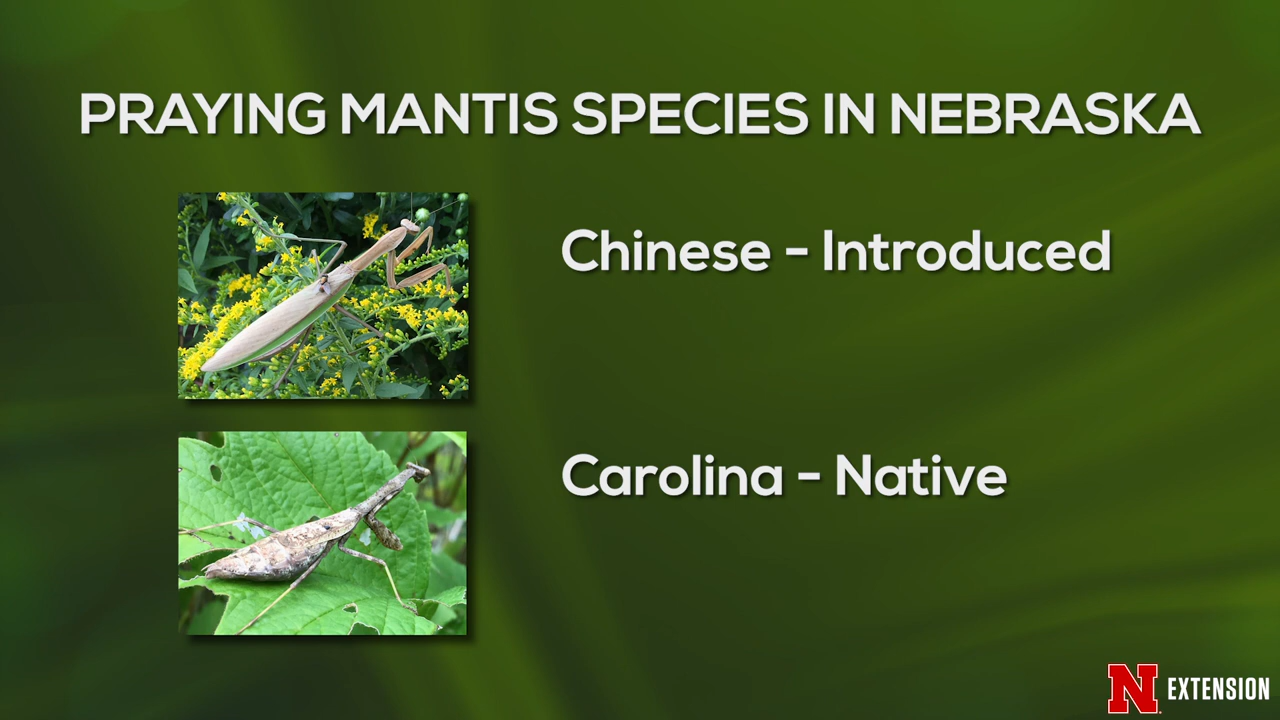 PRAYING MANTIS SPECIES IN NEBRASKA
Chinese - Introduced
Carolina - Native
N EXTENSION